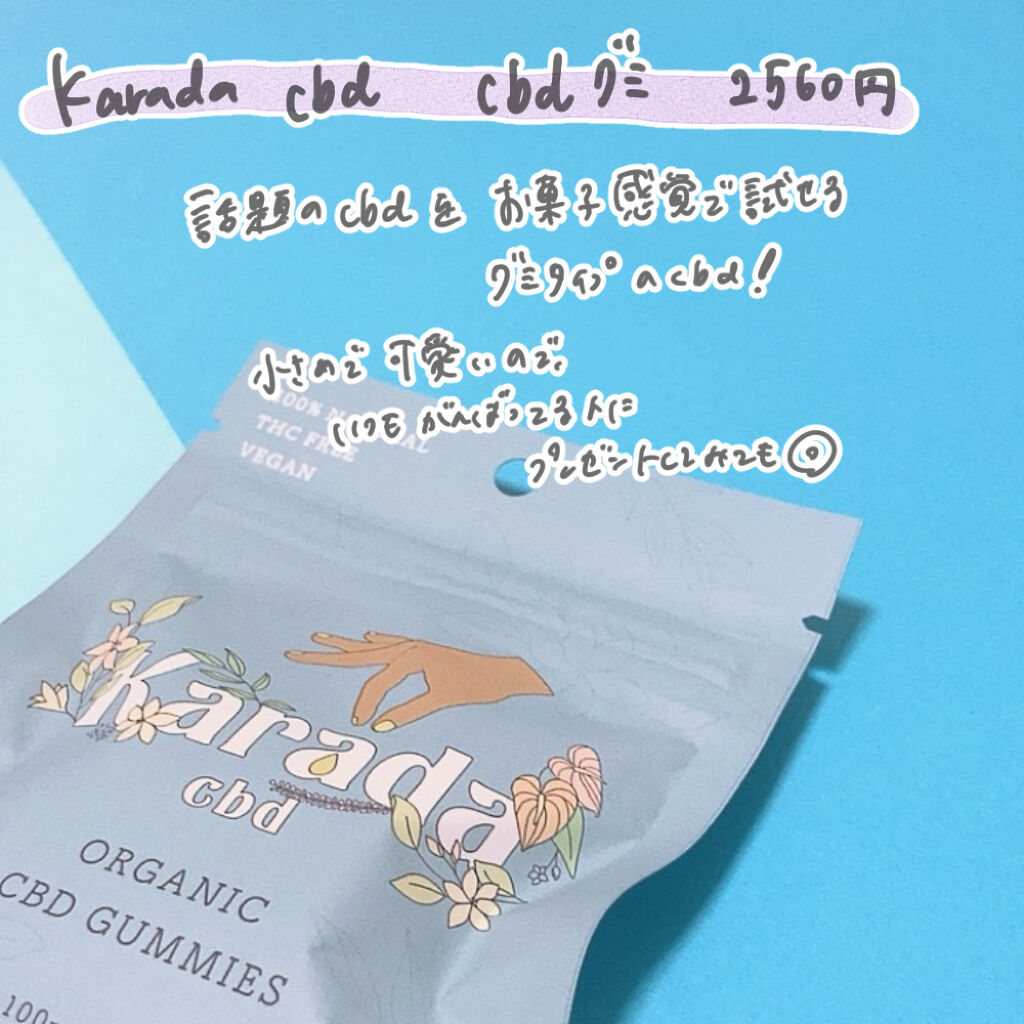 Karada cbd cbdグミ 2560円
話題のcbdを お菓子感覚で試せる
グミタイプのcbd!
小さめで 可愛いので、
いつもがんばってる人に
プレゼントしてみても◎
100% NATURAL
THC FREE
VEGAN
Karada
cbd
ORGANIC
CBD GUMMIES